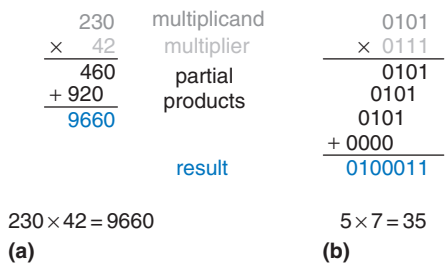 230 multiplicand 0101
× 42 multiplier × 0111
460 partial 0101
+ 920 products 0101
9660 0101
+ 0000
result 0100011
230 × 42 = 9660 5 × 7 = 35
(a) (b)